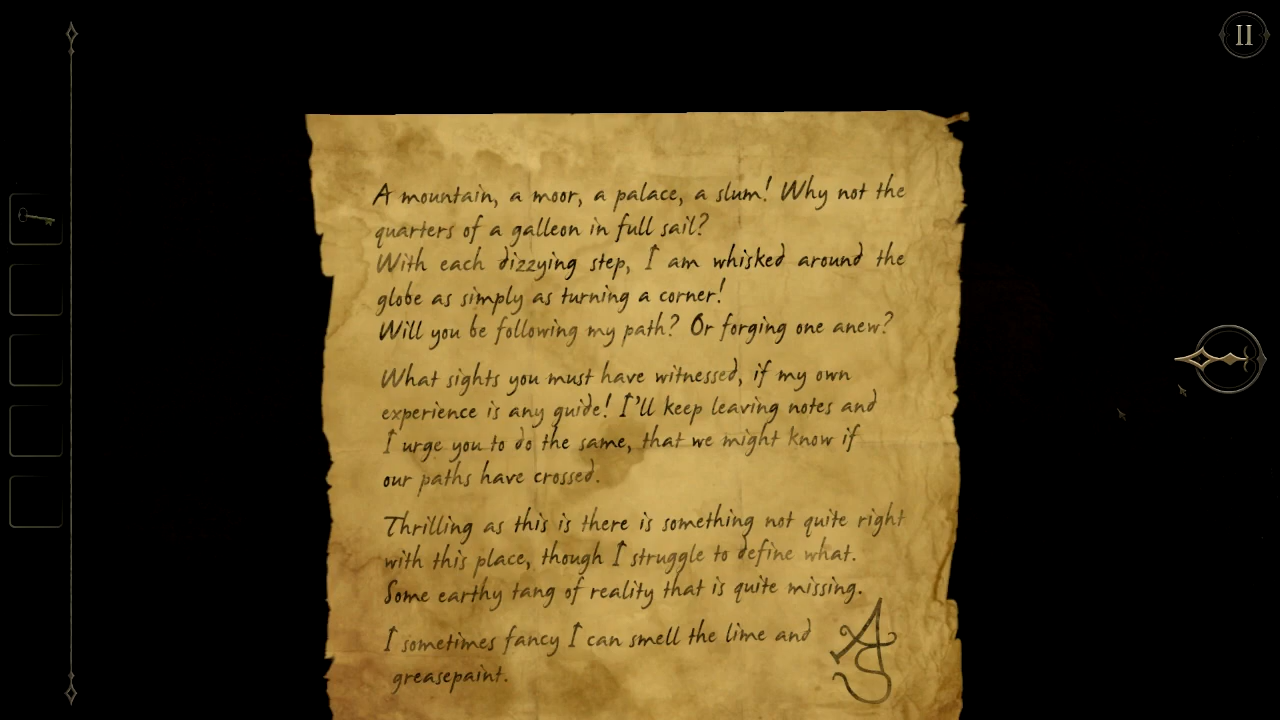 A mountain, a moor, a palace, a slum! Why not the
quarters of a galleon in full sail?
With each dizzying step, I am whisked around the
globe as simply as turning a corner!
Will you be following my path? Or forging one anew?
What sights you must have witnessed, if my own
experience is any guide! I'll keep leaving notes and
I urge you to do the same, that we might know if
our paths have crossed.
Thrilling as this is there is something not quite right
with this place, though I struggle to define what.
Some earthy tang of reality that is quite missing.
I sometimes fancy I can smell the lime and
greasepaint.
AS